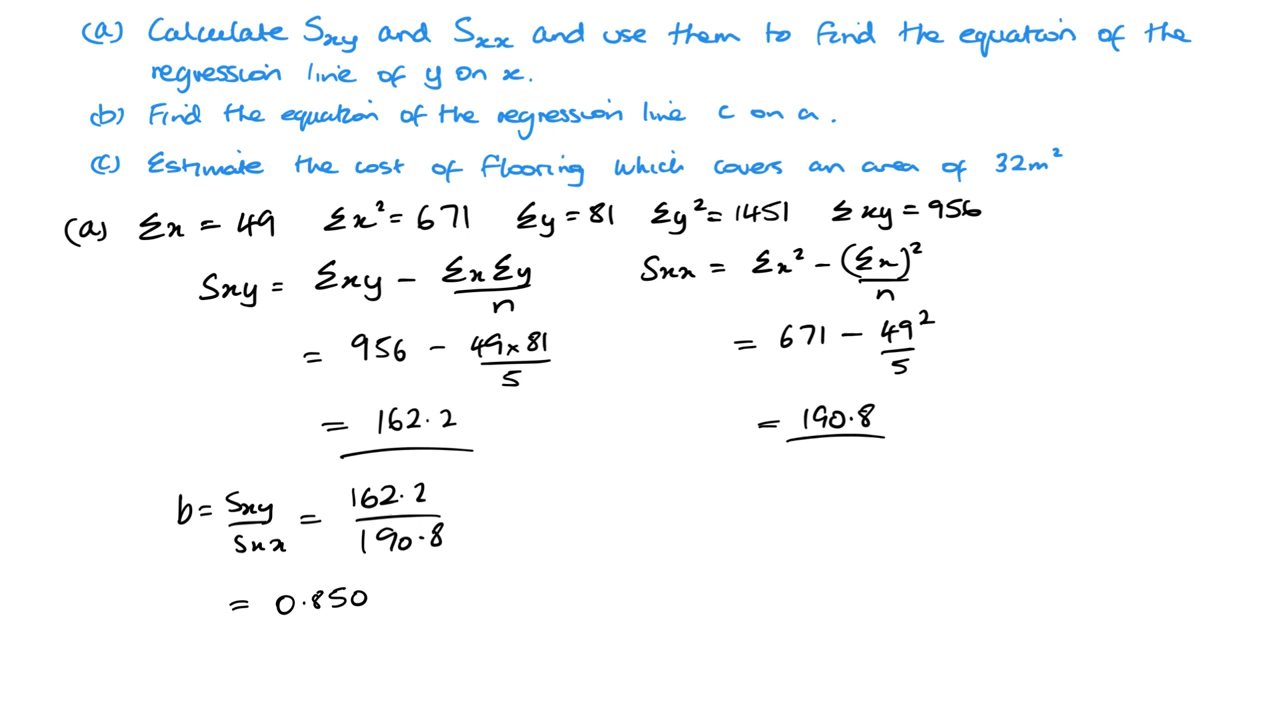 (a) Calculate Sxy and Sxx and use them to find the equation of the
regression line of y on x.
(b) Find the equation of the regression line c on a.
(c) Estimate the cost of flooring which covers an area of 32m²
(a) Σx = 49 Σx² = 671 Σy = 81 Σy² = 1451 Σxy = 956
Sxy = Σxy − ΣxΣy/n Sxx = Σx² − (Σx)²/n
= 956 − 49×81/5 = 671 − 49²/5
= 162.2 = 190.8
b = Sxy/Sxx = 162.2/190.8
= 0.850